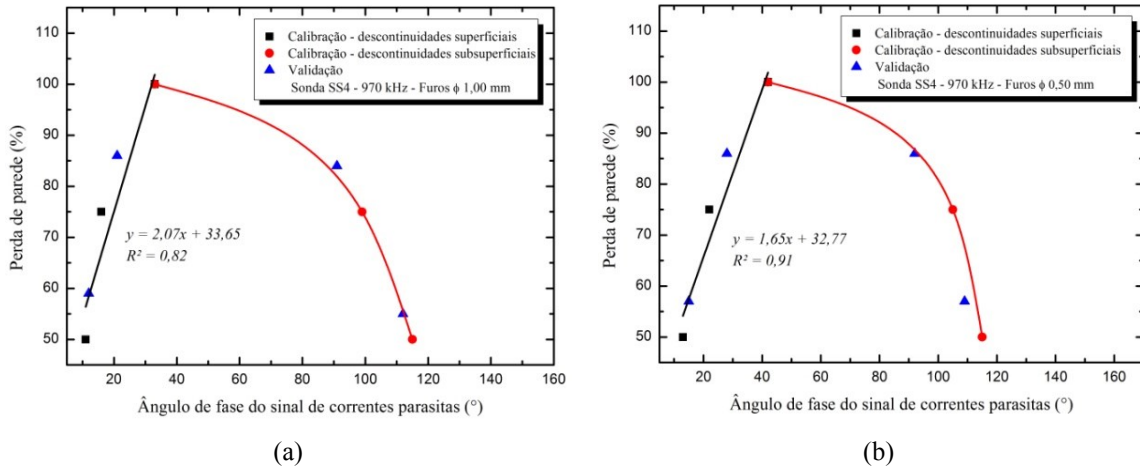 (a)
110
100
90
80
70
60
50
Perda de parede (%)
Calibração - descontinuidades superficiais
Calibração - descontinuidades subsuperficiais
Validação
Sonda SS4 - 970 kHz - Furos ϕ 1,00 mm
y = 2,07x + 33,65
R² = 0,82
20 40 60 80 100 120 140 160
Ângulo de fase do sinal de correntes parasitas (°)
(a)
(b)
110
100
90
80
70
60
50
Perda de parede (%)
Calibração - descontinuidades superficiais
Calibração - descontinuidades subsuperficiais
Validação
Sonda SS4 - 970 kHz - Furos ϕ 0,50 mm
y = 1,65x + 32,77
R² = 0,91
20 40 60 80 100 120 140 160
Ângulo de fase do sinal de correntes parasitas (°)
(b)